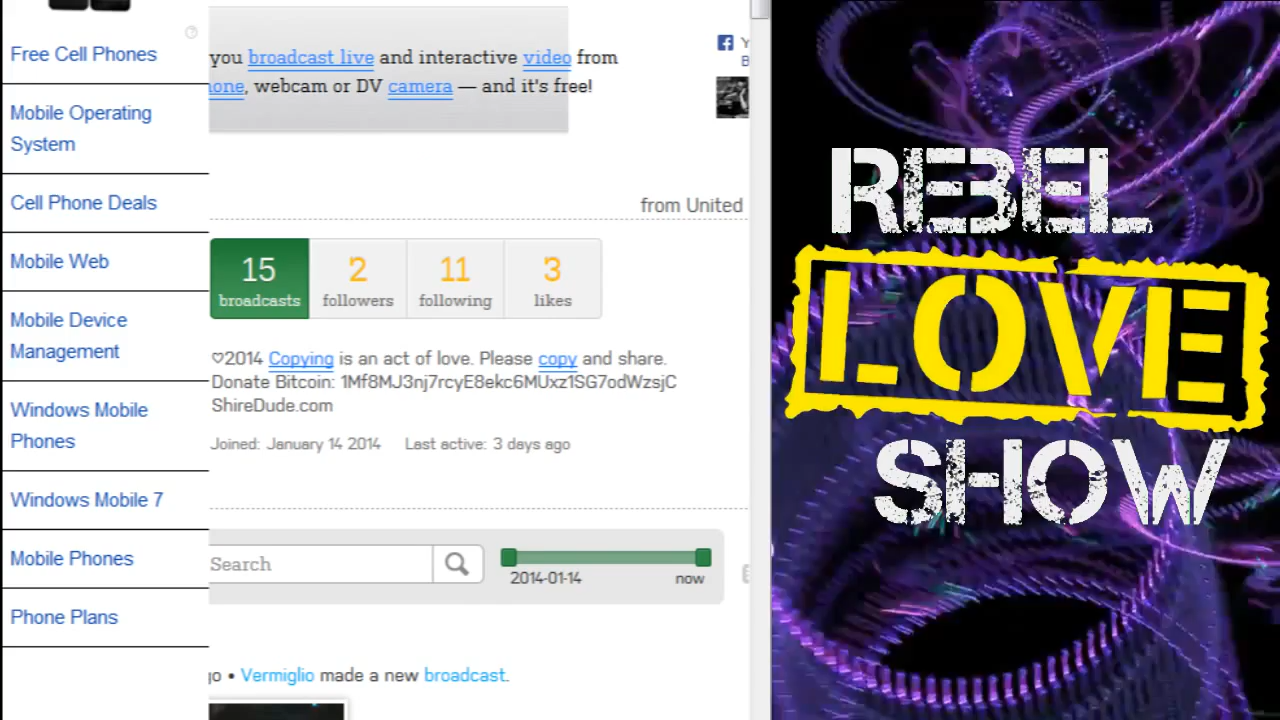 Free Cell Phones
Mobile Operating
System
Cell Phone Deals
Mobile Web
Mobile Device
Management
Windows Mobile
Phones
Windows Mobile 7
Mobile Phones
Phone Plans
you broadcast live and interactive video from
one, webcam or DV camera — and it's free!
from United
15
broadcasts
2
followers
11
following
3
likes
♡2014 Copying is an act of love. Please copy and share.
Donate Bitcoin: 1Mf8MJ3nj7rcyE8ekc6MUxz1SG7odWzsjC
ShireDude.com
Joined: January 14 2014 Last active: 3 days ago
Search
2014-01-14
now
go • Vermiglio made a new broadcast.
REBEL
LOVE
SHOW